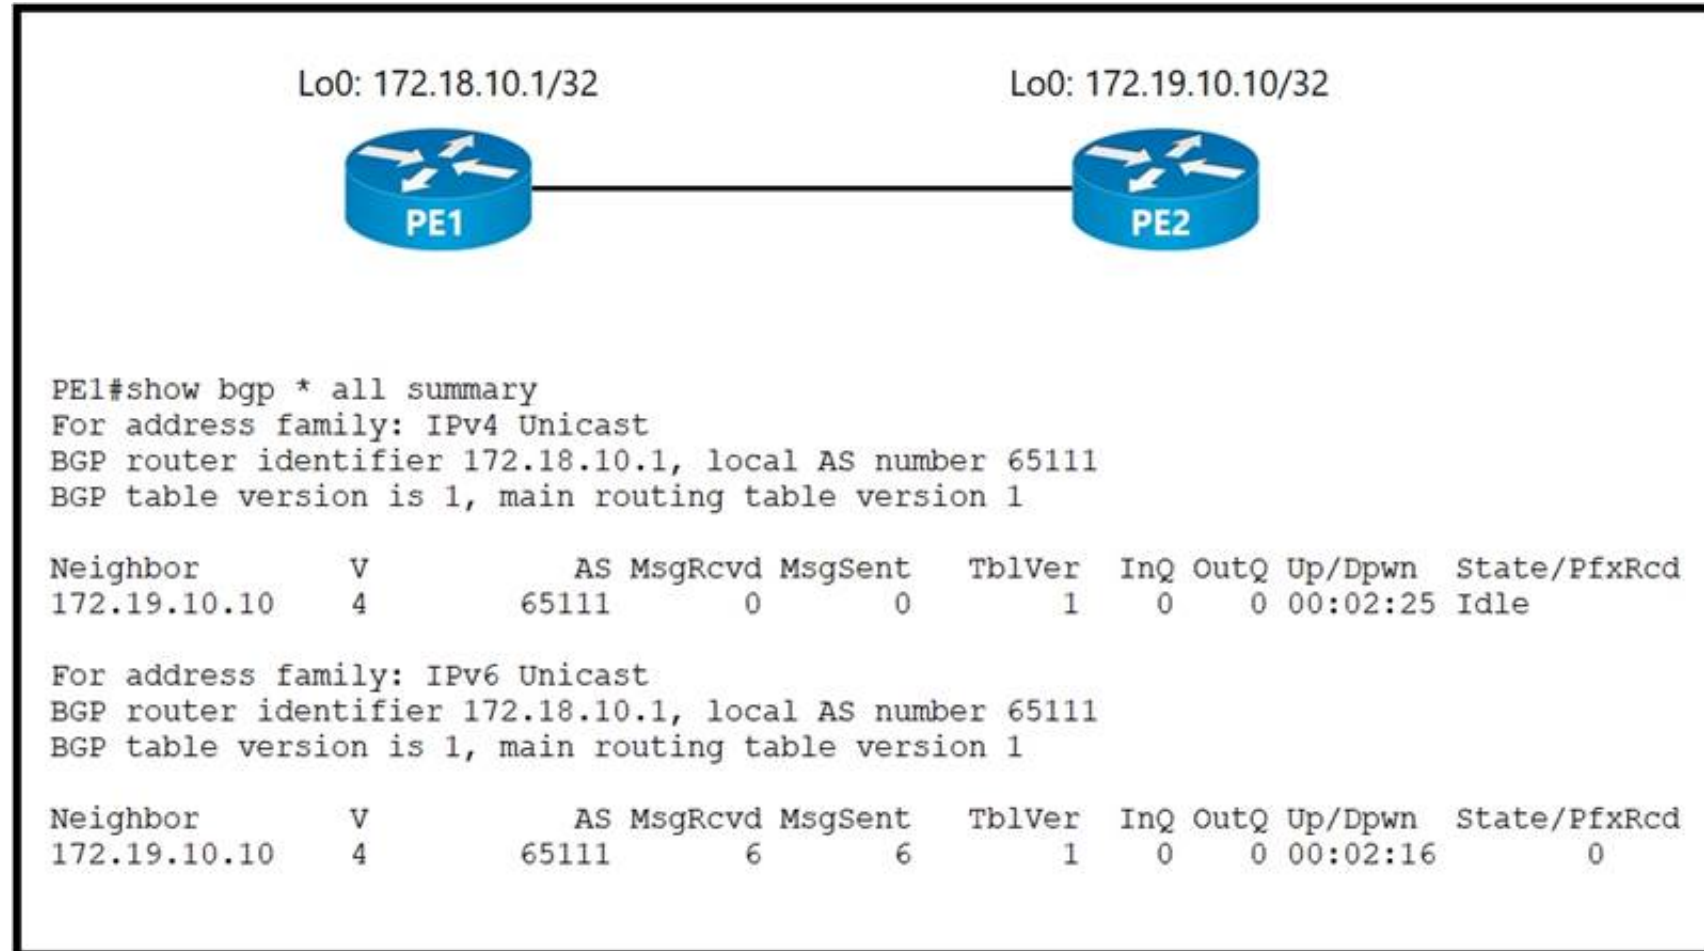 Lo0: 172.18.10.1/32 Lo0: 172.19.10.10/32
PE1 PE2
PE1#show bgp * all summary
For address family: IPv4 Unicast
BGP router identifier 172.18.10.1, local AS number 65111
BGP table version is 1, main routing table version 1
Neighbor V AS MsgRcvd MsgSent TblVer InQ OutQ Up/Dpwn State/PfxRcd
172.19.10.10 4 65111 0 0 1 0 0 00:02:25 Idle
For address family: IPv6 Unicast
BGP router identifier 172.18.10.1, local AS number 65111
BGP table version is 1, main routing table version 1
Neighbor V AS MsgRcvd MsgSent TblVer InQ OutQ Up/Dpwn State/PfxRcd
172.19.10.10 4 65111 6 6 1 0 0 00:02:16 0